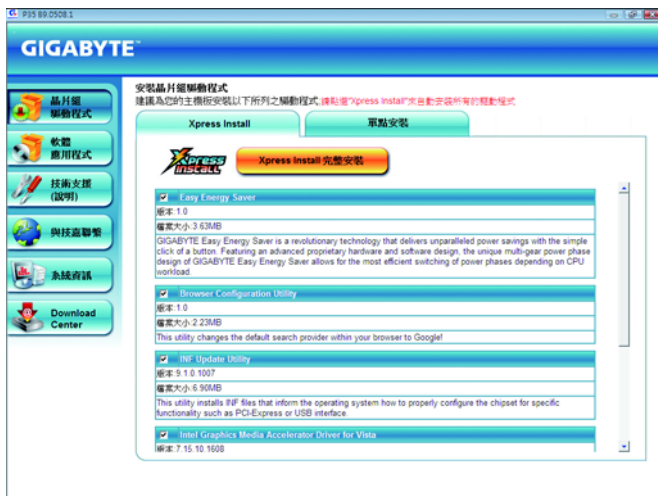 P35 B9.0508.1
GIGABYTE™
安裝晶片組驅動程式
建議為您的主機板安裝以下所列之驅動程式;請點選"Xpress Install"來自動安裝所有的驅動程式
晶片組
驅動程式
軟體
應用程式
技術支援
(說明)
與技嘉聯繫
系統資訊
Download
Center
Xpress Install
單點安裝
Xpress
INSTALL
Xpress Install 完整安裝
Easy Energy Saver
版本:1.0
檔案大小:3.63MB
GIGABYTE Easy Energy Saver is a revolutionary technology that delivers unparalleled power savings with the simple
click of a button. Featuring an advanced proprietary hardware and software design, the unique multi-gear power phase
design of GIGABYTE Easy Energy Saver allows for the most efficient switching of power phases depending on CPU
workload.
Browser Configuration Utility
版本:1.0
檔案大小:2.23MB
This utility changes the default search provider within your browser to Google!
INF Update Utility
版本:9.1.0.1007
檔案大小:6.90MB
This utility installs INF files that inform the operating system how to properly configure the chipset for specific
functionality such as PCI-Express or USB interface.
Intel Graphics Media Accelerator Driver for Vista
版本:7.15.10.1608